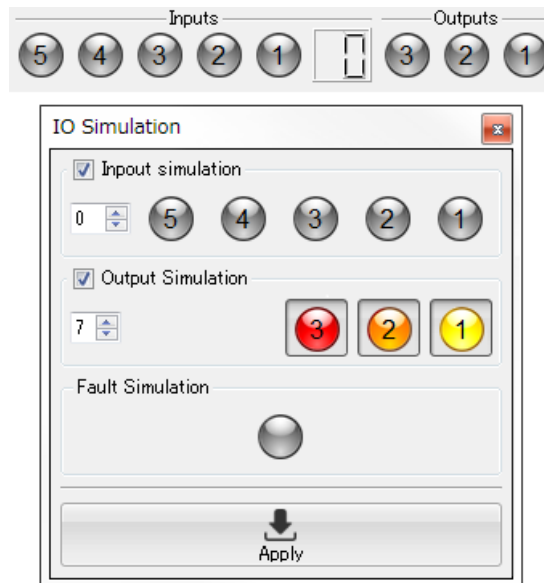 Inputs Outputs
5 4 3 2 1 0 3 2 1
IO Simulation x
Inpout simulation
0 5 4 3 2 1
Output Simulation
7 3 2 1
Fault Simulation
Apply